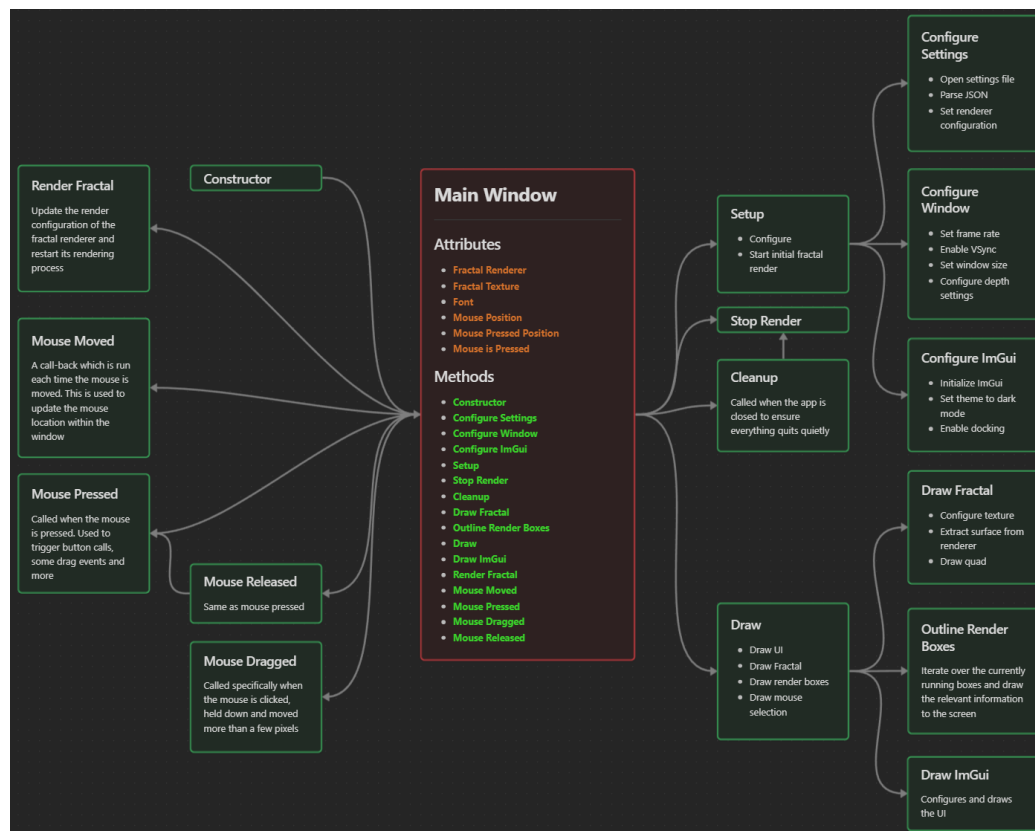 Render Fractal
Update the render
configuration of the
fractal renderer and
restart its rendering
process
Mouse Moved
A call-back which is run
each time the mouse is
moved. This is used to
update the mouse
location within the
window
Mouse Pressed
Called when the mouse
is pressed. Used to
trigger button calls,
some drag events and
more
Constructor
Mouse Released
Same as mouse pressed
Mouse Dragged
Called specifically when
the mouse is clicked,
held down and moved
more than a few pixels
Main Window
Attributes
Fractal Renderer
Fractal Texture
Font
Mouse Position
Mouse Pressed Position
Mouse is Pressed
Methods
Constructor
Configure Settings
Configure Window
Configure ImGui
Setup
Stop Render
Cleanup
Draw Fractal
Outline Render Boxes
Draw
Draw ImGui
Render Fractal
Mouse Moved
Mouse Pressed
Mouse Dragged
Mouse Released
Setup
Configure
Start initial fractal
render
Stop Render
Cleanup
Called when the app is
closed to ensure
everything quits quietly
Draw
Draw UI
Draw Fractal
Draw render boxes
Draw mouse
selection
Configure
Settings
Open settings file
Parse JSON
Set renderer
configuration
Configure
Window
Set frame rate
Enable VSync
Set window size
Configure depth
settings
Configure ImGui
Initialize ImGui
Set theme to dark
mode
Enable docking
Draw Fractal
Configure texture
Extract surface from
renderer
Draw quad
Outline Render
Boxes
Iterate over the currently
running boxes and draw
the relevant information
to the screen
Draw ImGui
Configures and draws
the UI